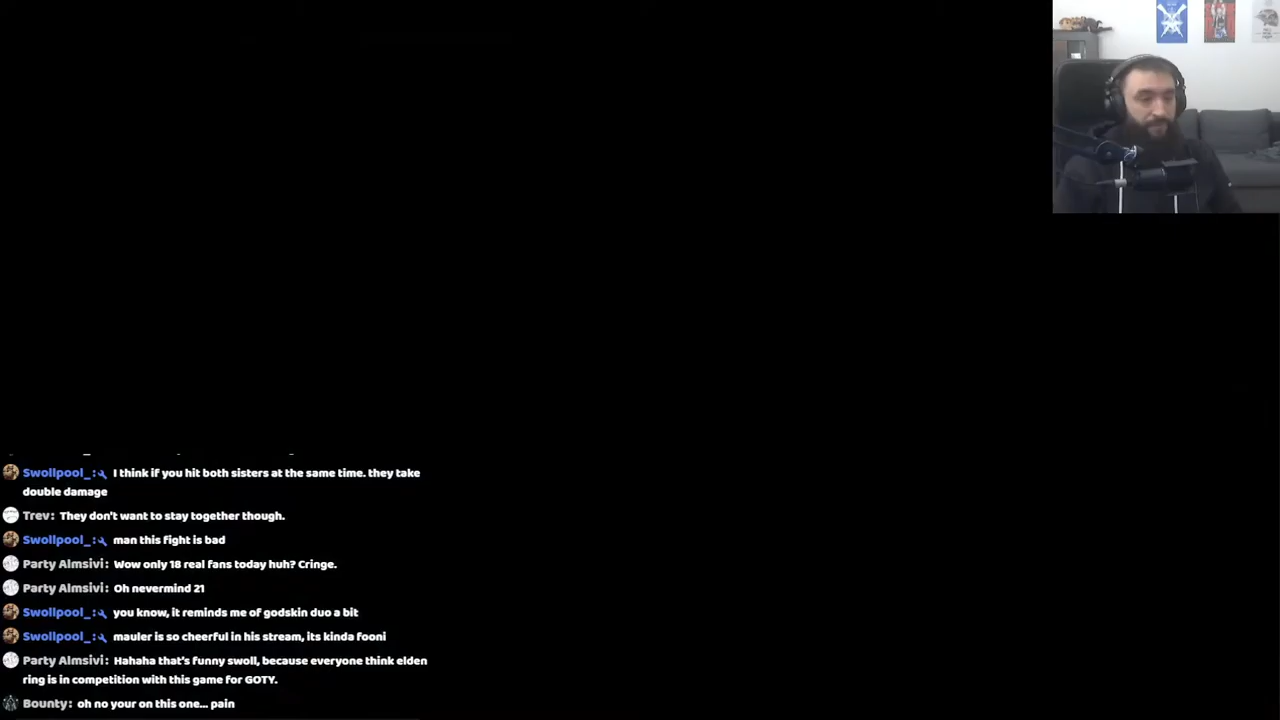 Swollpool_: I think if you hit both sisters at the same time. they take
double damage
Trev: They don't want to stay together though.
Swollpool_: man this fight is bad
Party Almsivi: Wow only 18 real fans today huh? Cringe.
Party Almsivi: Oh nevermind 21
Swollpool_: you know, it reminds me of godskin duo a bit
Swollpool_: mauler is so cheerful in his stream, its kinda fooni
Party Almsivi: Hahaha that's funny swoll, because everyone think elden
ring is in competition with this game for GOTY.
Bounty: oh no your on this one... pain